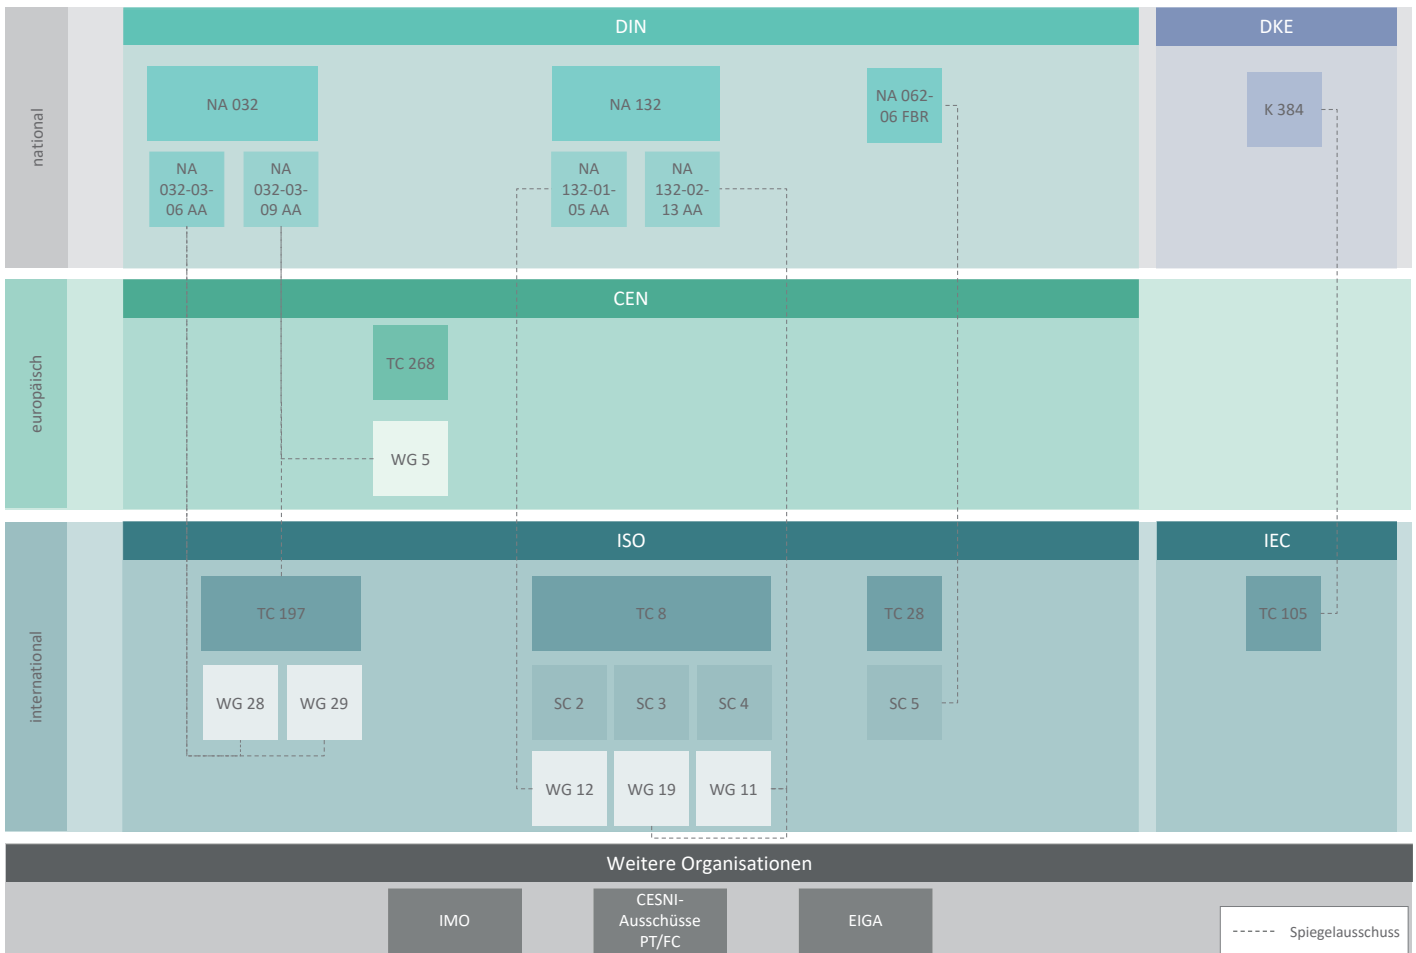 DIN
DKE
national
NA 032
NA 132
NA 062-
06 FBR
K 384
NA
032-03-
06 AA
NA
032-03-
09 AA
NA
132-01-
05 AA
NA
132-02-
13 AA
CEN
europäisch
TC 268
WG 5
ISO
IEC
international
TC 197
TC 8
TC 28
TC 105
WG 28
WG 29
SC 2
SC 3
SC 4
SC 5
WG 12
WG 19
WG 11
Weitere Organisationen
IMO
CESNI-
Ausschüsse
PT/FC
EIGA
Spiegelausschuss